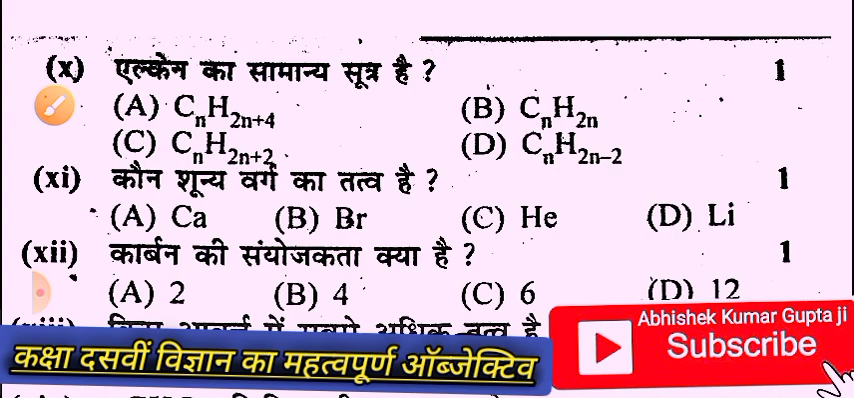 (x) एल्केन का सामान्य सूत्र है ? 1
(A) CₙH₂ₙ₊₄ (B) CₙH₂ₙ
(C) CₙH₂ₙ₊₂ (D) CₙH₂ₙ₋₂
(xi) कौन शून्य वर्ग का तत्व है ? 1
(A) Ca (B) Br (C) He (D) Li
(xii) कार्बन की संयोजकता क्या है ? 1
(A) 2 (B) 4 (C) 6 (D) 12
Abhishek Kumar Gupta ji
Subscribe
कक्षा दसवीं विज्ञान का महत्वपूर्ण ऑब्जेक्टिव